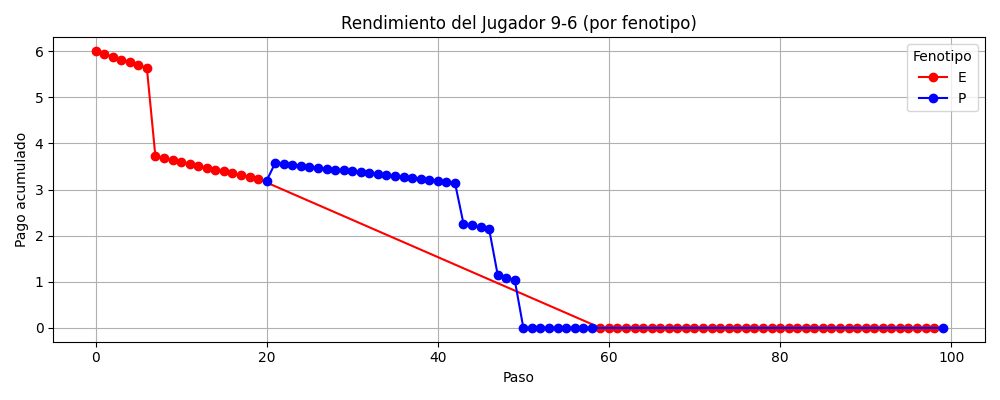 Rendimiento del Jugador 9-6 (por fenotipo)
Pago acumulado
6
5
4
3
2
1
0
Fenotipo
E
P
0 20 40 60 80 100
Paso